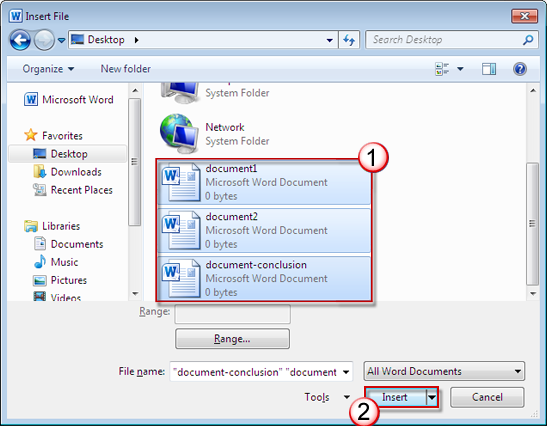 Insert File
Desktop
Search Desktop
Organize
New folder
Microsoft Word
Favorites
Desktop
Downloads
Recent Places
Libraries
Documents
Music
Pictures
Videos
System Folder
Network
System Folder
1
document1
Microsoft Word Document
0 bytes
document2
Microsoft Word Document
0 bytes
document-conclusion
Microsoft Word Document
0 bytes
Range:
Range...
File name:
"document-conclusion" "document
All Word Documents
Tools
Insert
Cancel
2